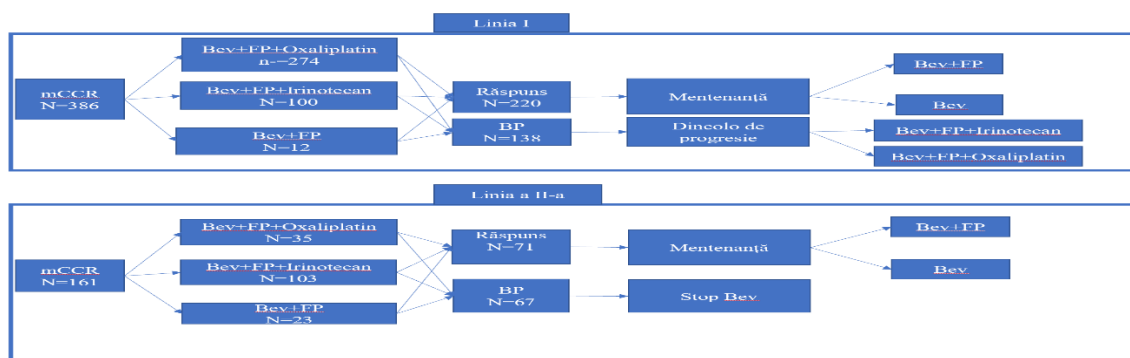 Linia I
mCCR
N=386
Bev+FP+Oxaliplatin
n-=274
Bev+FP+Irinotecan
N=100
Bev+FP
N=12
Răspuns
N=220
BP
N=138
Mentenanță
Dincolo de
progresie
Bev+FP
Bev
Bev+FP+Irinotecan
Bev+FP+Oxaliplatin
Linia a II-a
mCCR
N=161
Bev+FP+Oxaliplatin
N=35
Bev+FP+Irinotecan
N=103
Bev+FP
N=23
Răspuns
N=71
BP
N=67
Mentenanță
Stop Bev
Bev+FP
Bev